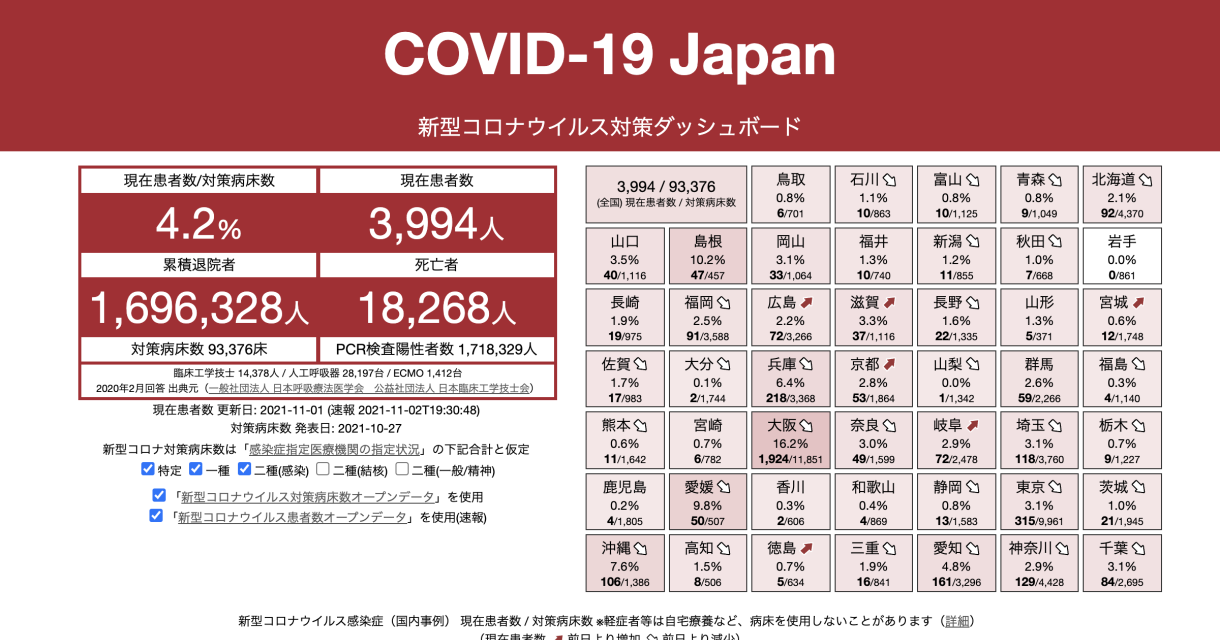 COVID-19 Japan
新型コロナウイルス対策ダッシュボード
現在患者数/対策病床数 現在患者数
4.2% 3,994人
累積退院者 死亡者
1,696,328人 18,268人
対策病床数 93,376床 PCR検査陽性者数 1,718,329人
臨床工学技士 14,378人 / 人工呼吸器 28,197台 / ECMO 1,412台
2020年2月回答 出典元（一般社団法人 日本呼吸療法医学会　公益社団法人 日本臨床工学技士会）
現在患者数 更新日: 2021-11-01 (速報 2021-11-02T19:30:48)
対策病床数 発表日: 2021-10-27
新型コロナ対策病床数は「感染症指定医療機関の指定状況」の下記合計と仮定
特定 一種 二種(感染) 二種(結核) 二種(一般/精神)
「新型コロナウイルス対策病床数オープンデータ」を使用
「新型コロナウイルス患者数オープンデータ」を使用(速報)
3,994 / 93,376
(全国) 現在患者数 / 対策病床数
鳥取 石川 富山 青森 北海道
0.8% 1.1% 0.8% 0.8% 2.1%
6/701 10/863 10/1,125 9/1,049 92/4,370
山口 島根 岡山 福井 新潟 秋田 岩手
3.5% 10.2% 3.1% 1.3% 1.2% 1.0% 0.0%
40/1,116 47/457 33/1,064 10/740 11/855 7/668 0/861
長崎 福岡 広島 滋賀 長野 山形 宮城
1.9% 2.5% 2.2% 3.3% 1.6% 1.3% 0.6%
19/975 91/3,588 72/3,266 37/1,116 22/1,335 5/371 12/1,748
佐賀 大分 兵庫 京都 山梨 群馬 福島
1.7% 0.1% 6.4% 2.8% 0.0% 2.6% 0.3%
17/983 2/1,744 218/3,368 53/1,864 1/1,342 59/2,266 4/1,140
熊本 宮崎 大阪 奈良 岐阜 埼玉 栃木
0.6% 0.7% 16.2% 3.0% 2.9% 3.1% 0.7%
11/1,642 6/782 1,924/11,851 49/1,599 72/2,478 118/3,760 9/1,227
鹿児島 愛媛 香川 和歌山 静岡 東京 茨城
0.2% 9.8% 0.3% 0.4% 0.8% 3.1% 1.0%
4/1,805 50/507 2/606 4/869 13/1,583 315/9,961 21/1,945
沖縄 高知 徳島 三重 愛知 神奈川 千葉
7.6% 1.5% 0.7% 1.9% 4.8% 2.9% 3.1%
106/1,386 8/506 5/634 16/841 161/3,296 129/4,428 84/2,695
新型コロナウイルス感染症（国内事例） 現在患者数 / 対策病床数 ※軽症者等は自宅療養など、病床を使用しないことがあります（詳細）
（現在患者数 前日より増加 前日より減少）